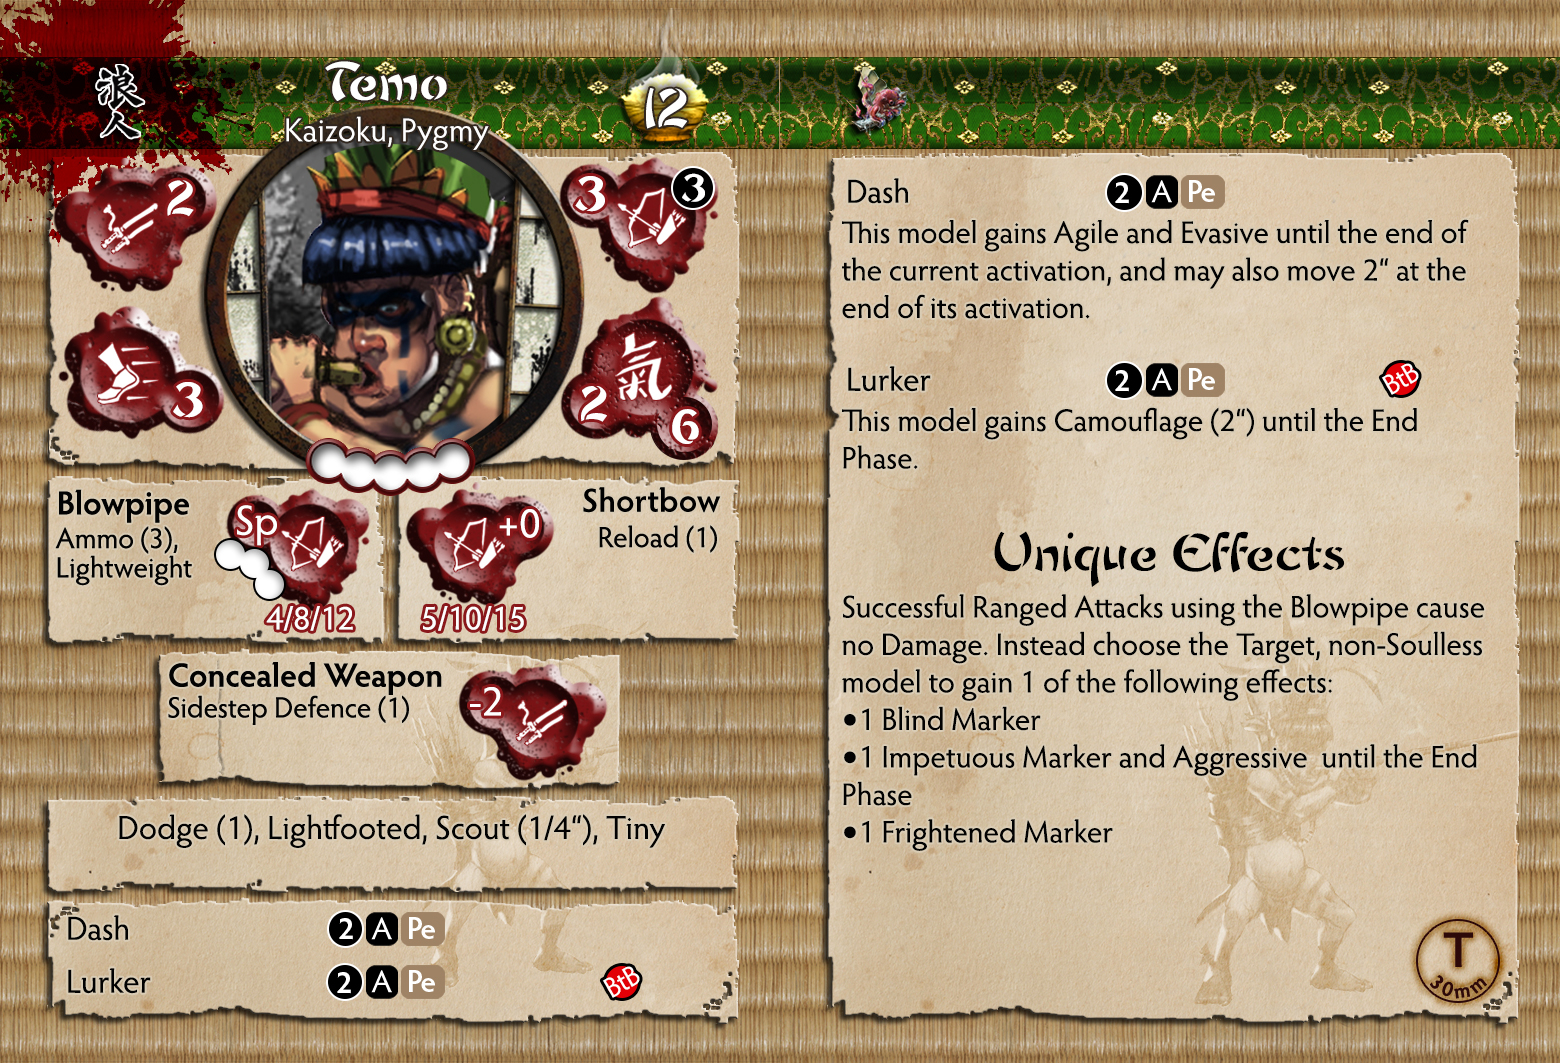 浪人
Temo
12
Kaizoku, Pygmy
2
3
3
3
氣
2
6
Blowpipe
Ammo (3),
Lightweight
Sp
4/8/12
+0
5/10/15
Shortbow
Reload (1)
Concealed Weapon
Sidestep Defence (1)
-2
Dodge (1), Lightfooted, Scout (1/4“), Tiny
Dash 2 A Pe
Lurker 2 A Pe BtB
Dash 2 A Pe
This model gains Agile and Evasive until the end of
the current activation, and may also move 2“ at the
end of its activation.
Lurker 2 A Pe BtB
This model gains Camouflage (2“) until the End
Phase.
Unique Effects
Successful Ranged Attacks using the Blowpipe cause
no Damage. Instead choose the Target, non-Soulless
model to gain 1 of the following effects:
•1 Blind Marker
•1 Impetuous Marker and Aggressive until the End
Phase
•1 Frightened Marker
T
30mm